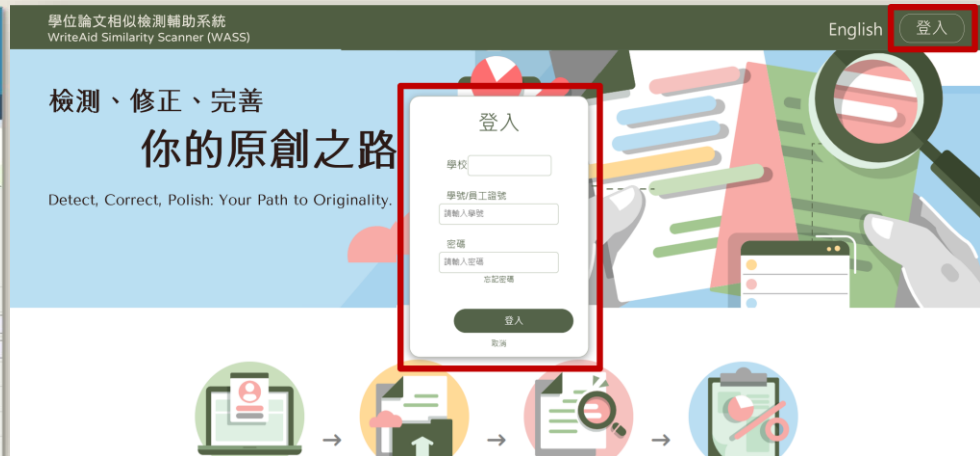 學位論文相似檢測輔助系統
WriteAid Similarity Scanner (WASS)
English
登入
檢測、修正、完善
你的原創之路
Detect, Correct, Polish: Your Path to Originality.
登入
學校
學號/員工證號
請輸入學號
密碼
請輸入密碼
忘記密碼
登入
取消